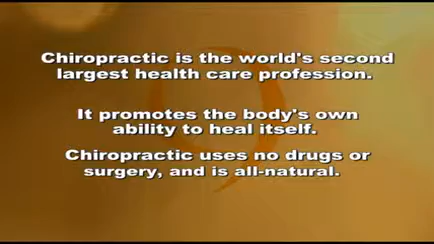 Chiropractic is the world's second
largest health care profession.
It promotes the body's own
ability to heal itself.
Chiropractic uses no drugs or
surgery, and is all-natural.